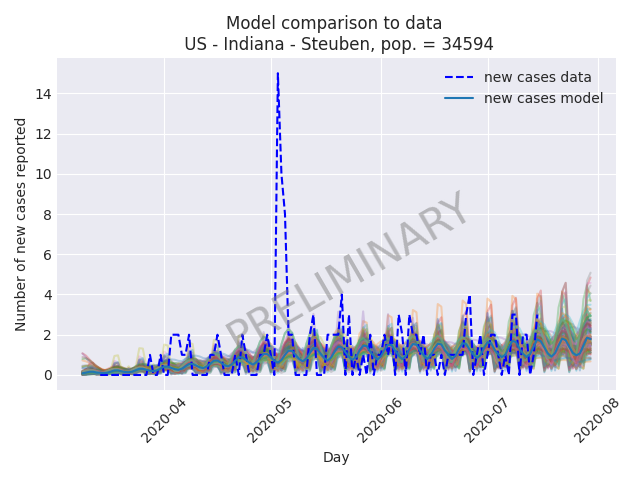 Model comparison to data
US - Indiana - Steuben, pop. = 34594
new cases data
new cases model
Number of new cases reported
14
12
10
8
6
4
2
0
PRELIMINARY
2020-04
2020-05
2020-06
2020-07
2020-08
Day